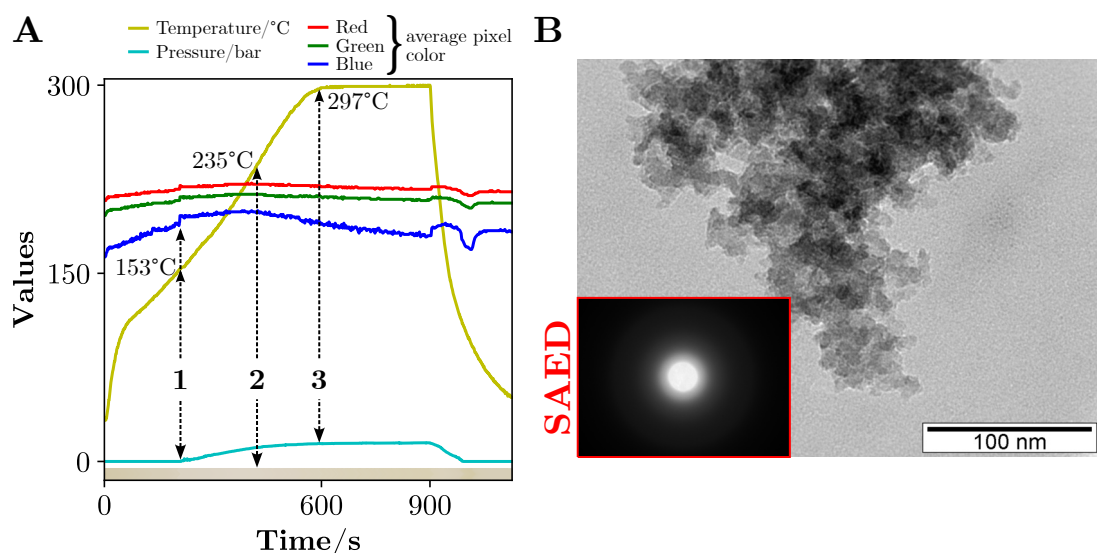 A
Temperature/°C
Pressure/bar
Red
Green
Blue
average pixel
color
300
150
0
Values
297°C
235°C
153°C
1
2
3
0
600
900
Time/s
B
SAED
100 nm